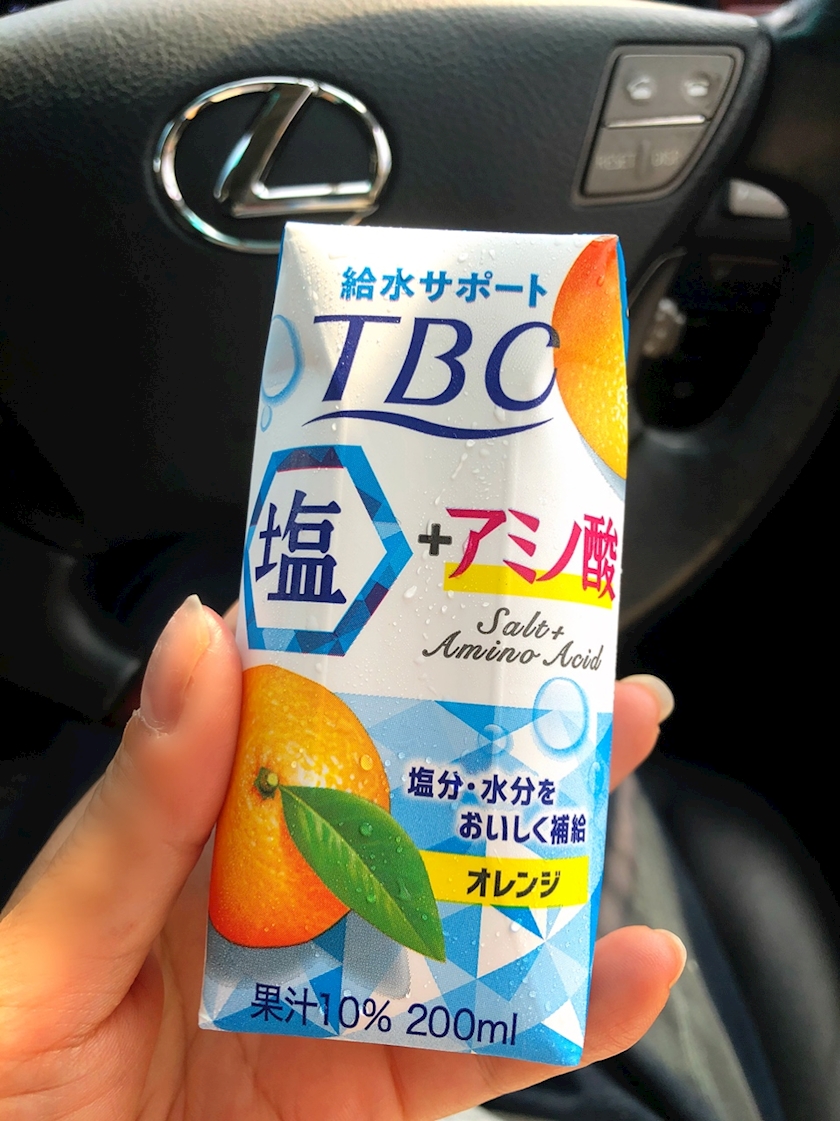 給水サポート
TBC
塩
+アミノ酸
Salt+
Amino Acid
塩分・水分を
おいしく補給
オレンジ
果汁10% 200ml
RESET